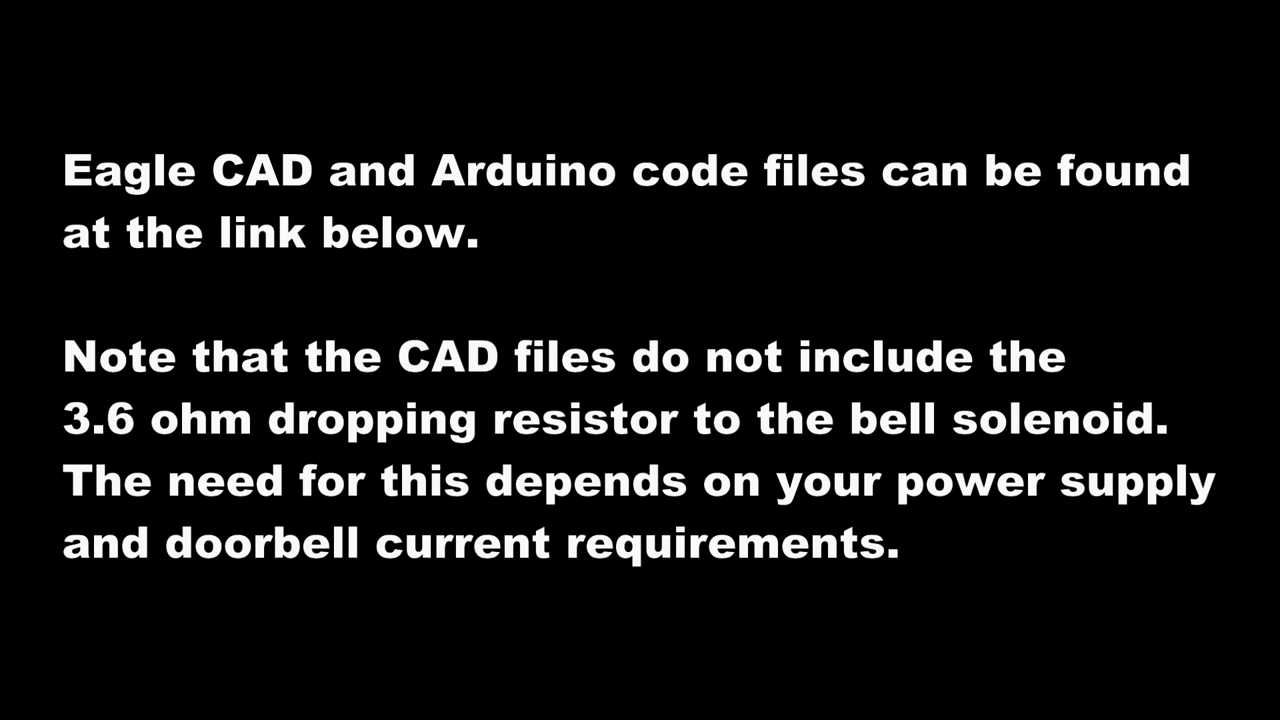 Eagle CAD and Arduino code files can be found
at the link below.
Note that the CAD files do not include the
3.6 ohm dropping resistor to the bell solenoid.
The need for this depends on your power supply
and doorbell current requirements.